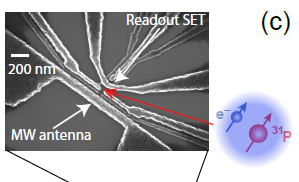 Readout SET
(c)
200 nm
e⁻
³¹P
MW antenna